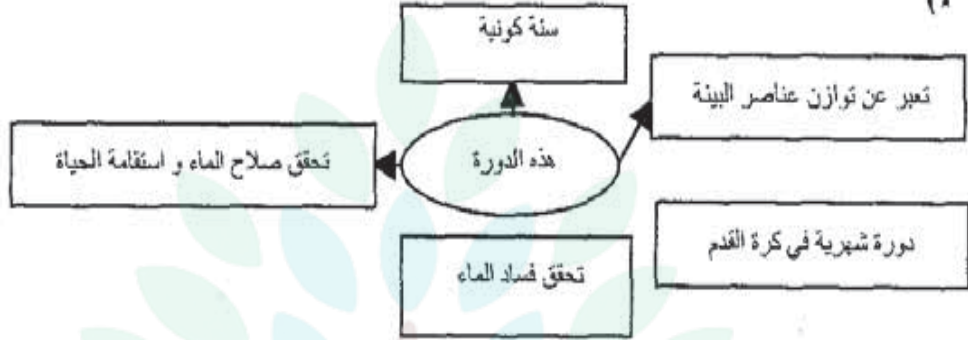 سنة كونية
تعبر عن توازن عناصر البيئة
هذه الدورة
تحقق صلاح الماء و استقامة الحياة
دورة شهرية في كرة القدم
تحقق فساد الماء